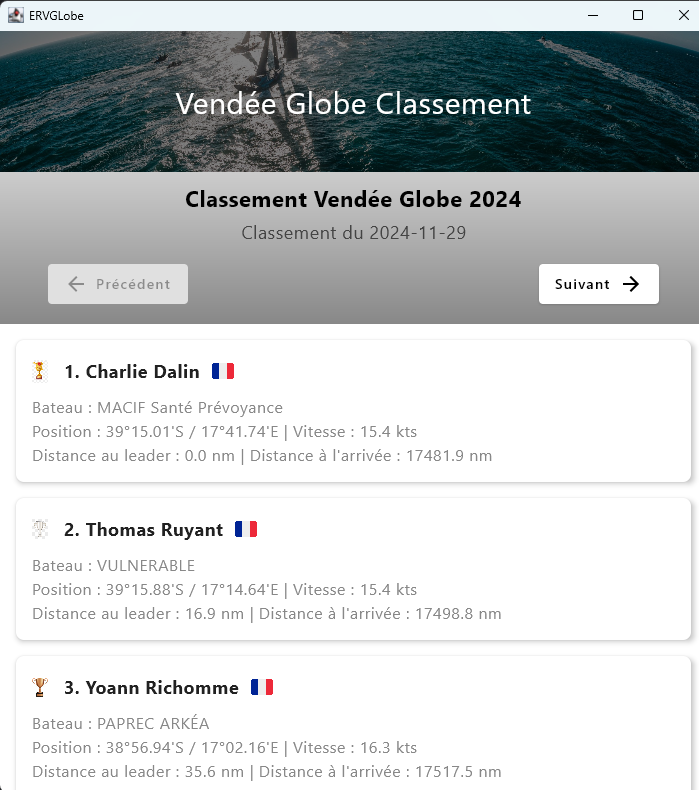 ERVGLobe
Vendée Globe Classement
Classement Vendée Globe 2024
Classement du 2024-11-29
Précédent
Suivant
1. Charlie Dalin
Bateau : MACIF Santé Prévoyance
Position : 39°15.01'S / 17°41.74'E | Vitesse : 15.4 kts
Distance au leader : 0.0 nm | Distance à l'arrivée : 17481.9 nm
2. Thomas Ruyant
Bateau : VULNERABLE
Position : 39°15.88'S / 17°14.64'E | Vitesse : 15.4 kts
Distance au leader : 16.9 nm | Distance à l'arrivée : 17498.8 nm
3. Yoann Richomme
Bateau : PAPREC ARKÉA
Position : 38°56.94'S / 17°02.16'E | Vitesse : 16.3 kts
Distance au leader : 35.6 nm | Distance à l'arrivée : 17517.5 nm